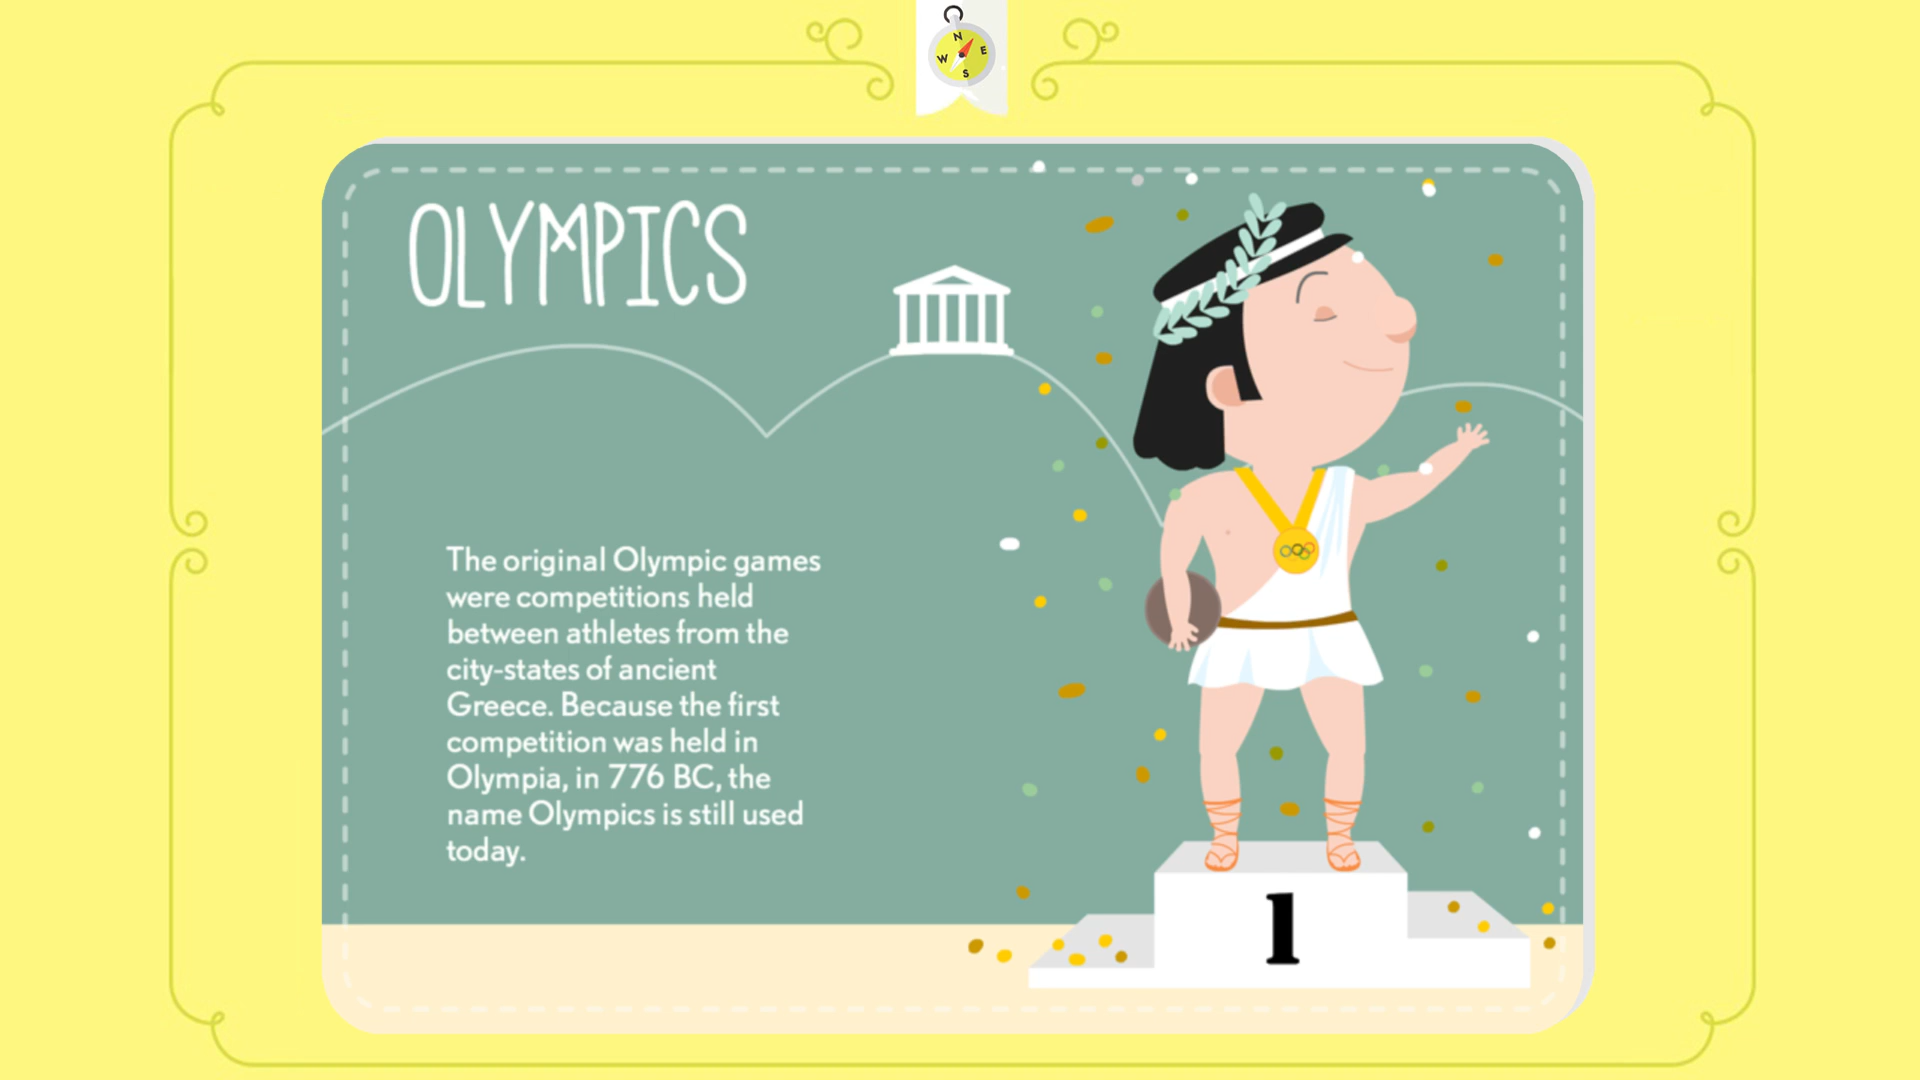 N
W E
S
OLYMPICS
The original Olympic games
were competitions held
between athletes from the
city-states of ancient
Greece. Because the first
competition was held in
Olympia, in 776 BC, the
name Olympics is still used
today.
1